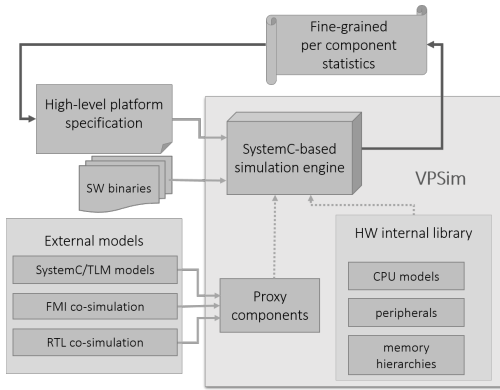 Fine-grained
per component
statistics
High-level platform
specification
SystemC-based
simulation engine
VPSim
SW binaries
External models
SystemC/TLM models
FMI co-simulation
RTL co-simulation
Proxy
components
HW internal library
CPU models
peripherals
memory
hierarchies